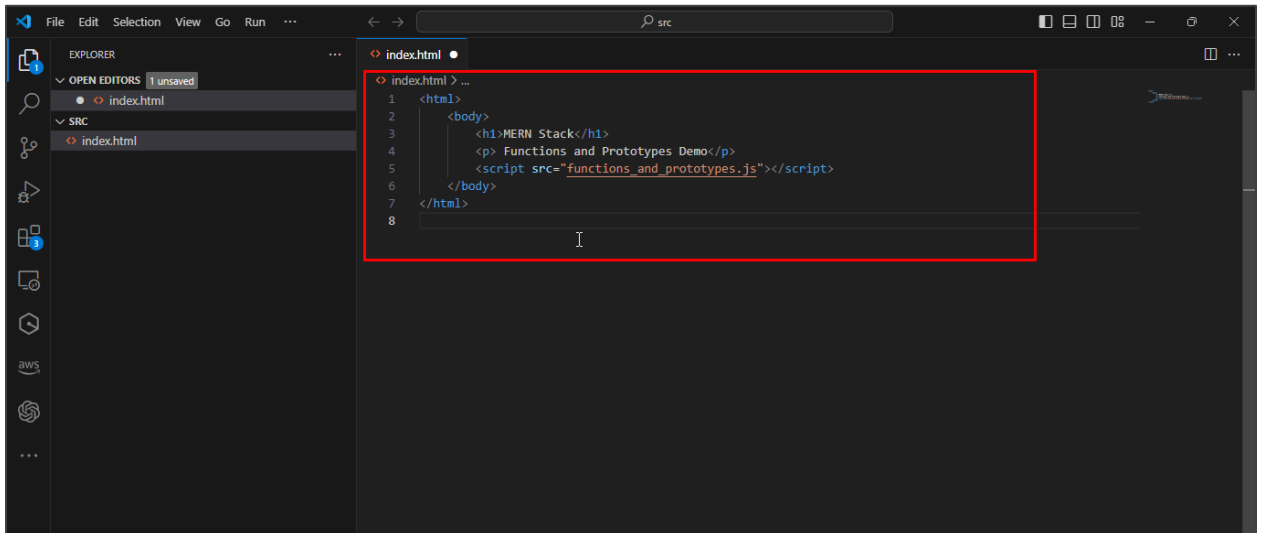 File Edit Selection View Go Run ···
src
EXPLORER ···
index.html
OPEN EDITORS 1 unsaved
index.html
SRC
index.html
index.html > ...
1 <html>
2 <body>
3 <h1>MERN Stack</h1>
4 <p> Functions and Prototypes Demo</p>
5 <script src="functions_and_prototypes.js"></script>
6 </body>
7 </html>
8
1
3
aws